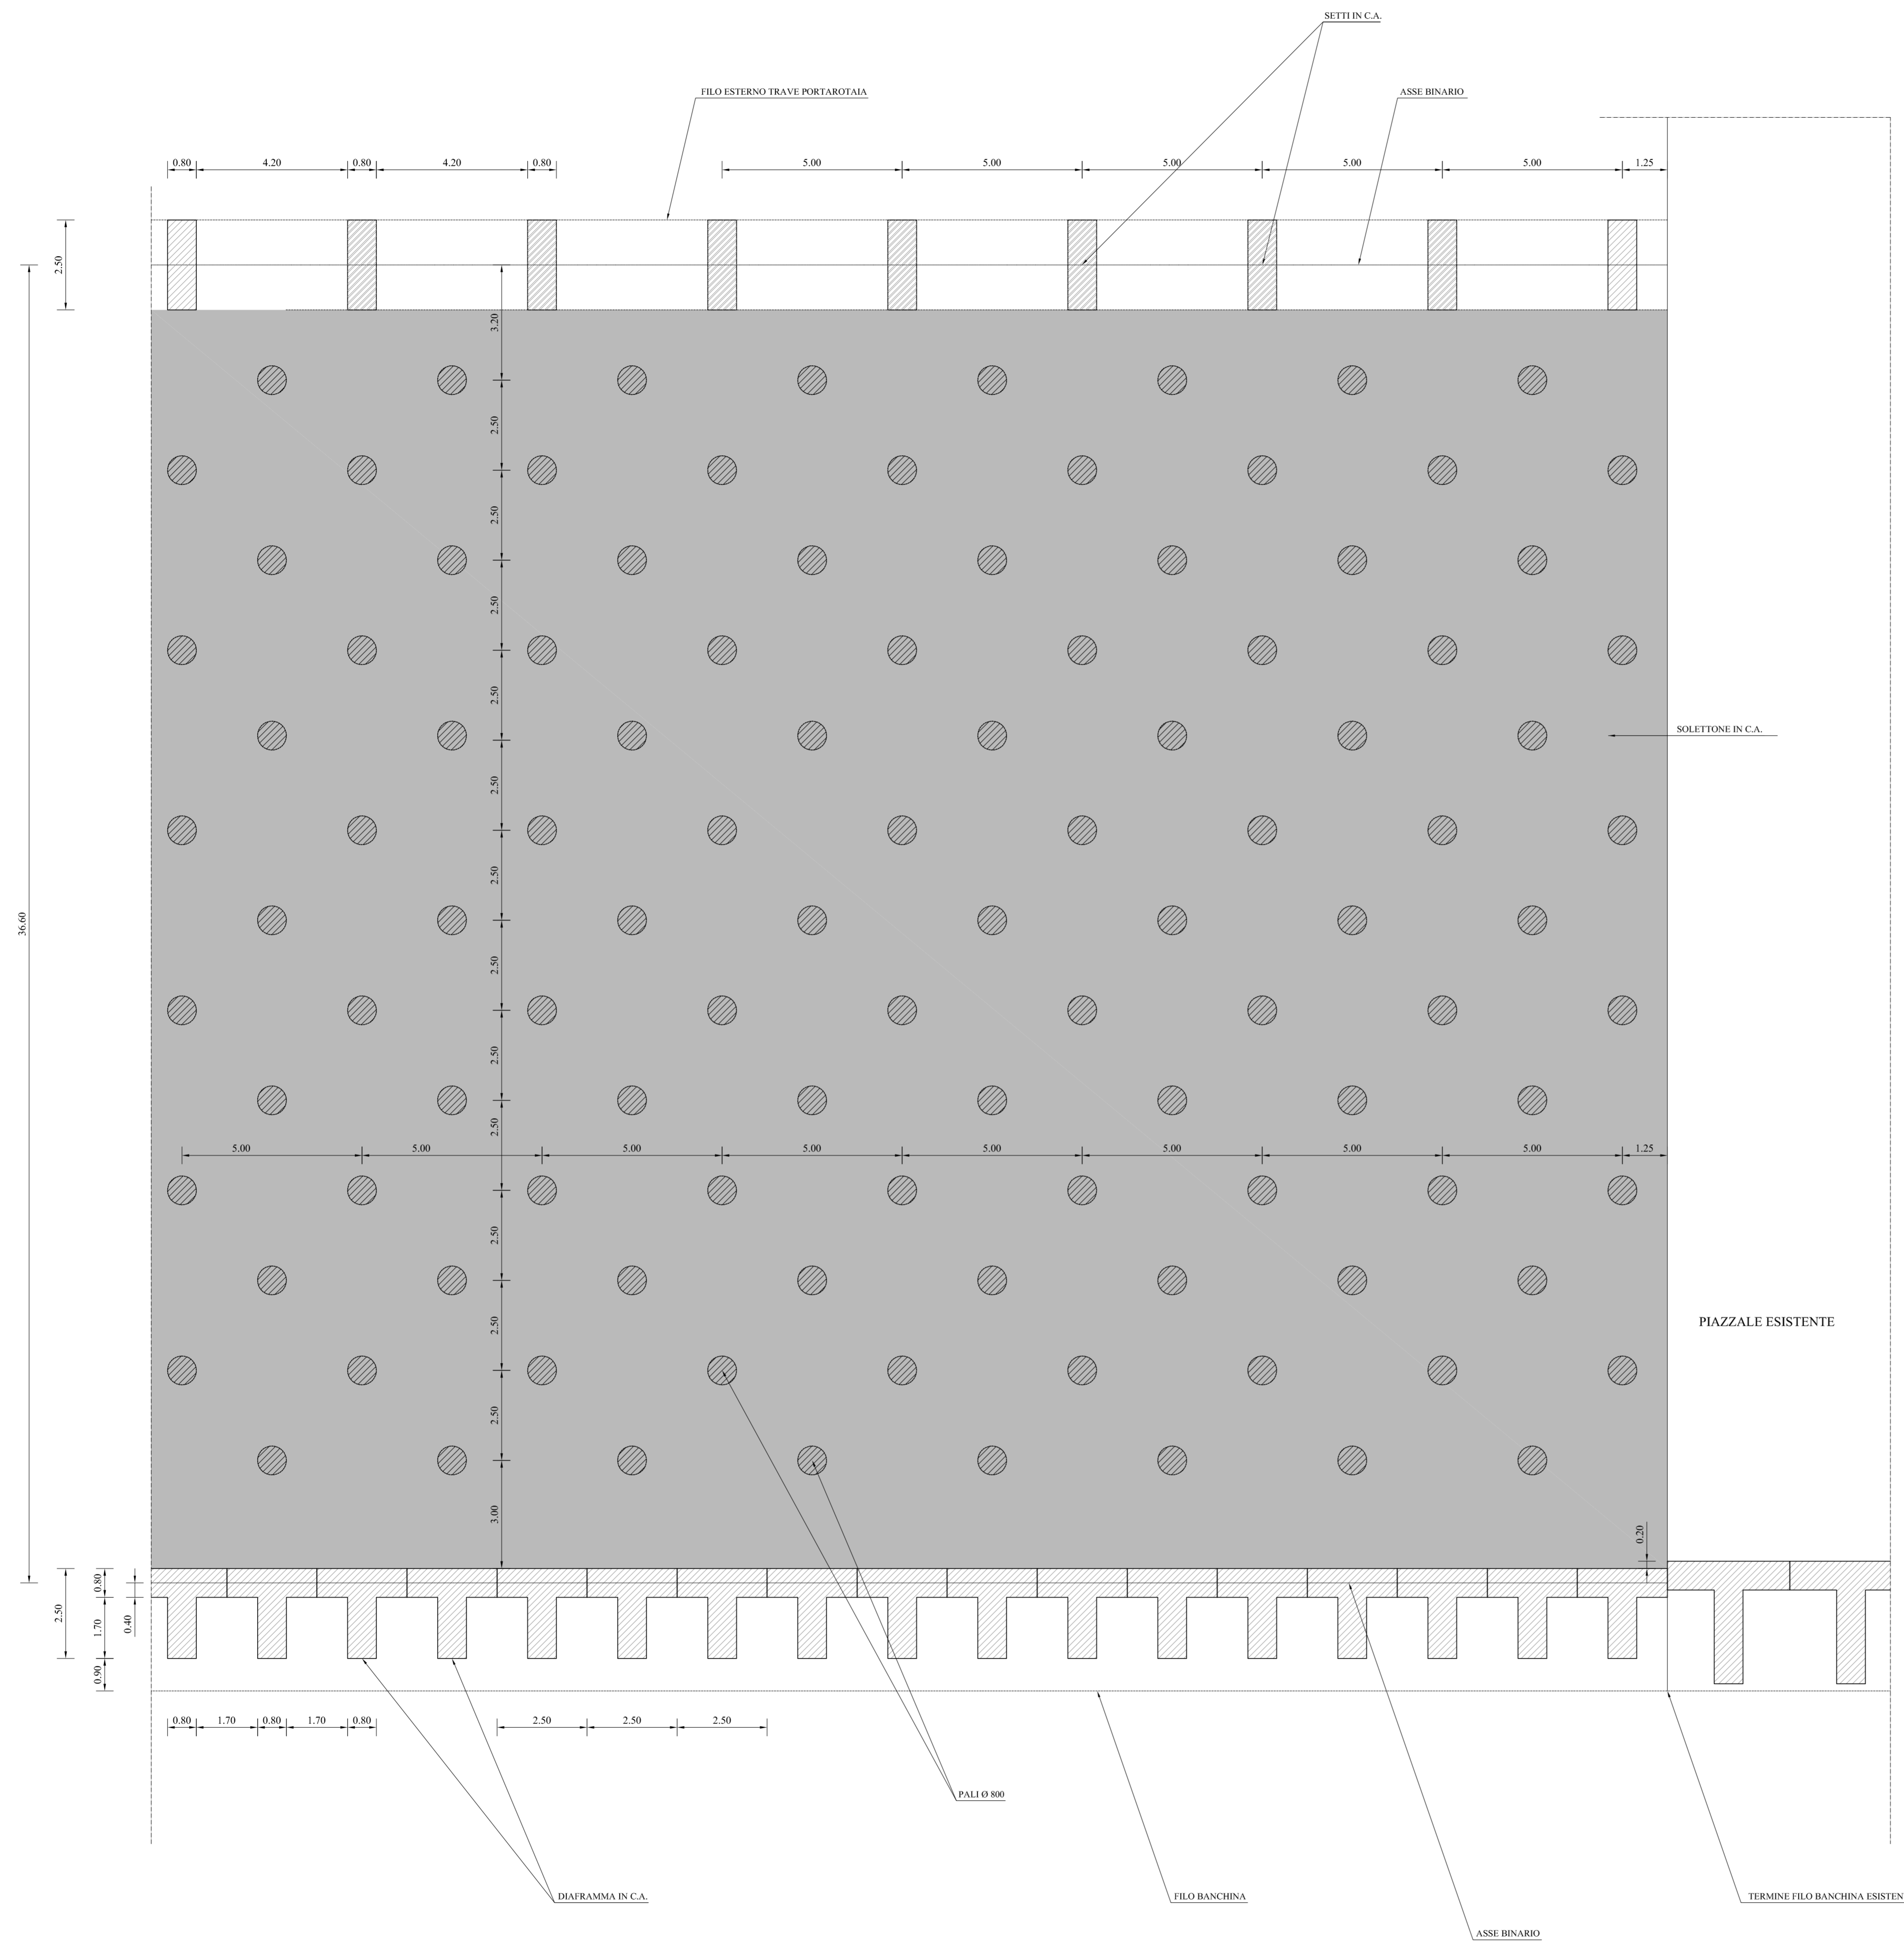 SETTI IN C.A.
FILO ESTERNO TRAVE PORTAROTAIA
ASSE BINARIO
0.80 4.20 0.80 4.20 0.80 5.00 5.00 5.00 5.00 5.00 1.25
2.50
3.20
2.50
2.50
2.50
2.50
SOLETTONE IN C.A.
2.50
2.50
36.60
2.50
2.50
2.50
5.00 5.00 5.00 5.00 5.00 5.00 5.00 5.00 1.25
2.50
PIAZZALE ESISTENTE
2.50
2.50
3.00
0.20
0.80
2.50
1.70
0.40
0.90
0.80 1.70 0.80 1.70 0.80 2.50 2.50 2.50
PALI Ø 800
DIAFRAMMA IN C.A.
FILO BANCHINA
TERMINE FILO BANCHINA ESISTEN
ASSE BINARIO